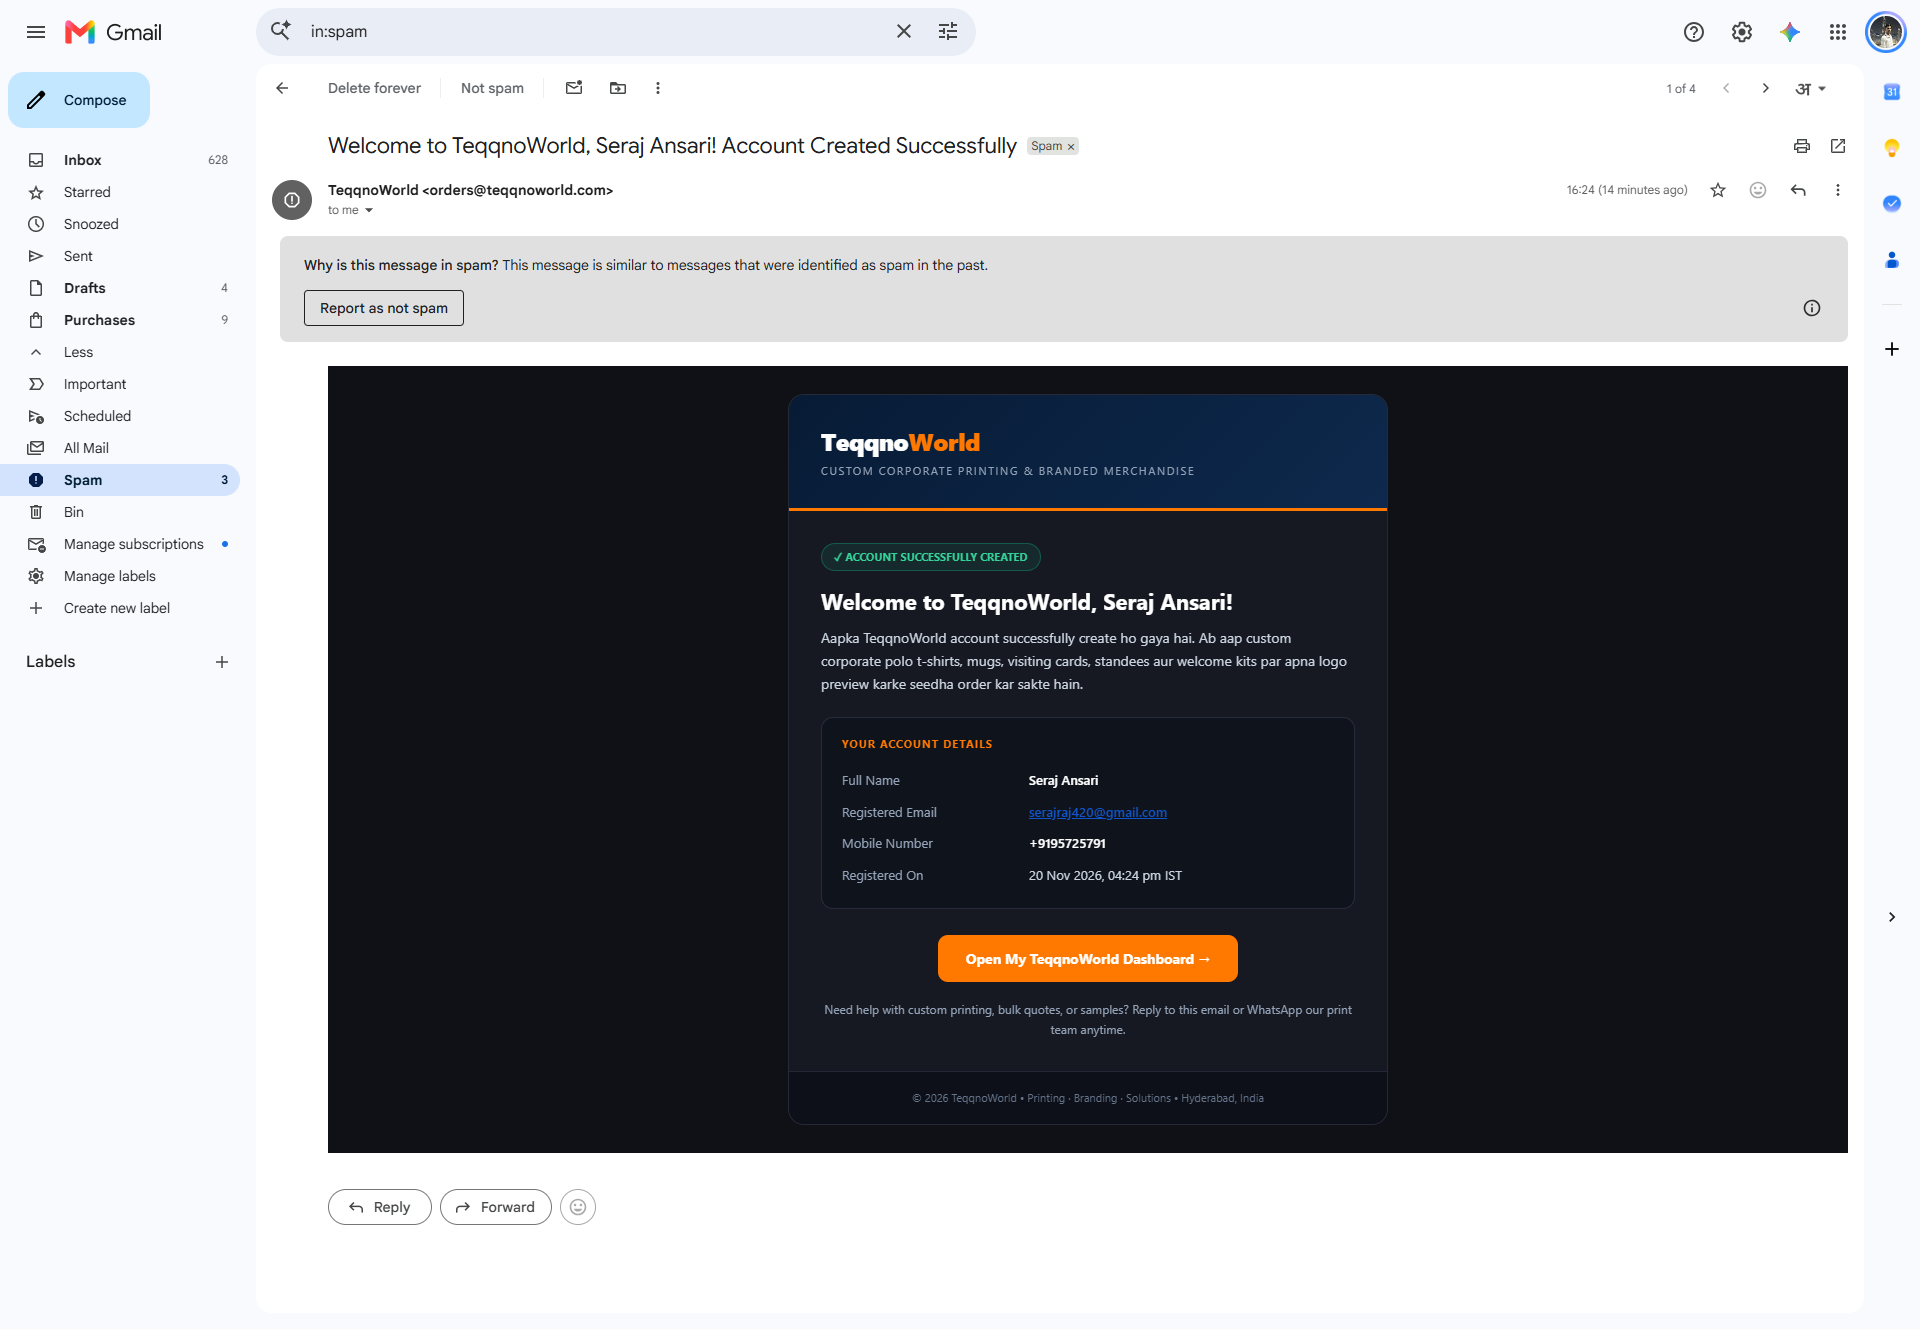 Gmail
in:spam
Compose
Inbox 628
Starred
Snoozed
Sent
Drafts 4
Purchases 9
Less
Important
Scheduled
All Mail
Spam 3
Bin
Manage subscriptions
Manage labels
Create new label
Labels
Delete forever
Not spam
1 of 4
अ
Welcome to TeqqnoWorld, Seraj Ansari! Account Created Successfully
Spam ×
TeqqnoWorld <orders@teqqnoworld.com>
16:24 (14 minutes ago)
to me
Why is this message in spam? This message is similar to messages that were identified as spam in the past.
Report as not spam
TeqqnoWorld
CUSTOM CORPORATE PRINTING & BRANDED MERCHANDISE
✓ ACCOUNT SUCCESSFULLY CREATED
Welcome to TeqqnoWorld, Seraj Ansari!
Aapka TeqqnoWorld account successfully create ho gaya hai. Ab aap custom
corporate polo t-shirts, mugs, visiting cards, standees aur welcome kits par apna logo
preview karke seedha order kar sakte hain.
YOUR ACCOUNT DETAILS
Full Name Seraj Ansari
Registered Email serajraj420@gmail.com
Mobile Number +9195725791
Registered On 20 Nov 2026, 04:24 pm IST
Open My TeqqnoWorld Dashboard →
Need help with custom printing, bulk quotes, or samples? Reply to this email or WhatsApp our print
team anytime.
© 2026 TeqqnoWorld • Printing · Branding · Solutions • Hyderabad, India
Reply
Forward
31